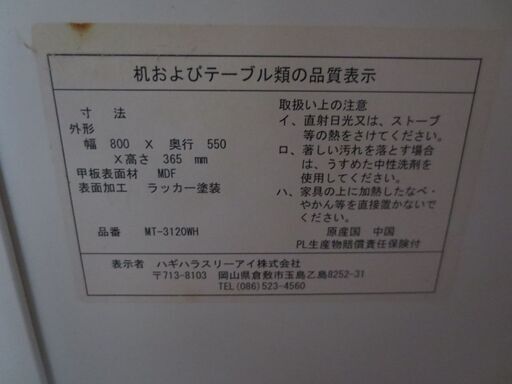 机およびテーブル類の品質表示
寸　法
外形
幅 800 × 奥行 550
×高さ 365 mm
甲板表面材　MDF
表面加工　ラッカー塗装
品番　MT-3120WH
取扱い上の注意
イ、直射日光又は、ストーブ
等の熱をさけてください。
ロ、著しい汚れを落とす場合
は、うすめた中性洗剤を
使用してください。
ハ、家具の上に加熱したなべ・
やかん等を直接置かないで
ください。
原産国　中国
PL生産物賠償責任保険付
表示者　ハギハラスリーアイ株式会社
〒713-8103　岡山県倉敷市玉島乙島8252-31
TEL(086)523-4560